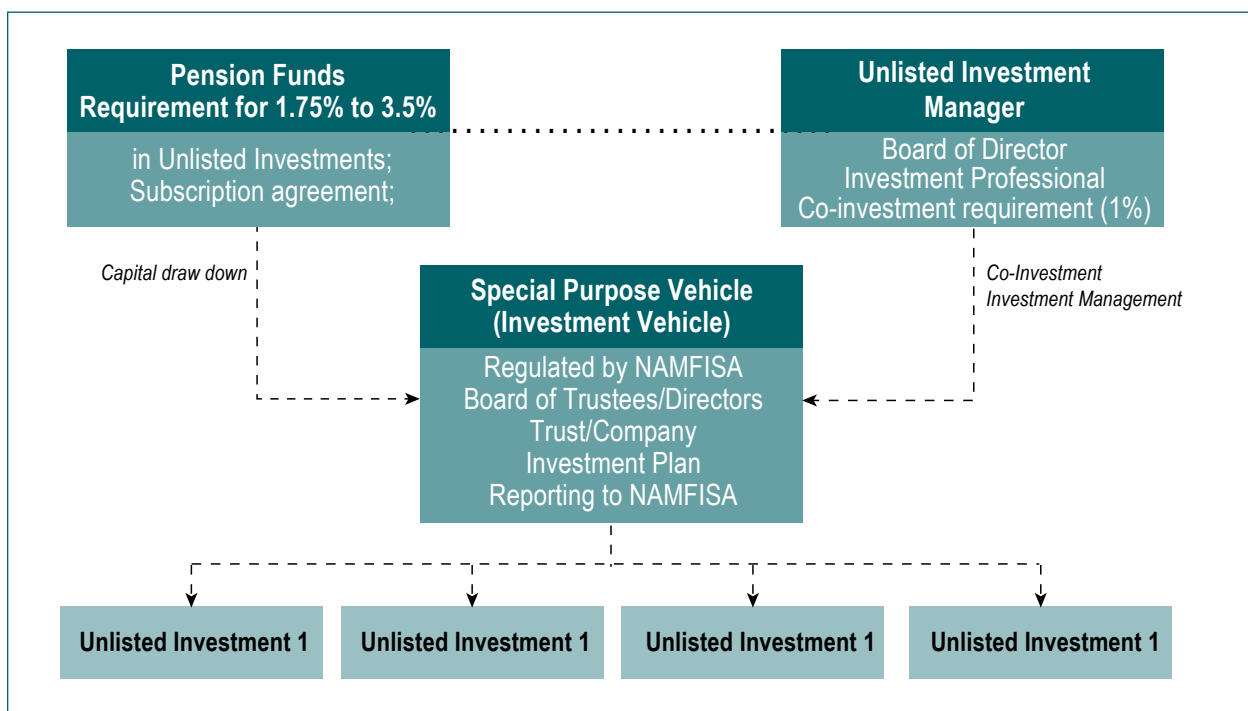 Pension Funds
Requirement for 1.75% to 3.5%
in Unlisted Investments;
Subscription agreement;
Unlisted Investment
Manager
Board of Director
Investment Professional
Co-investment requirement (1%)
Capital draw down
Co-Investment
Investment Management
Special Purpose Vehicle
(Investment Vehicle)
Regulated by NAMFISA
Board of Trustees/Directors
Trust/Company
Investment Plan
Reporting to NAMFISA
Unlisted Investment 1
Unlisted Investment 1
Unlisted Investment 1
Unlisted Investment 1